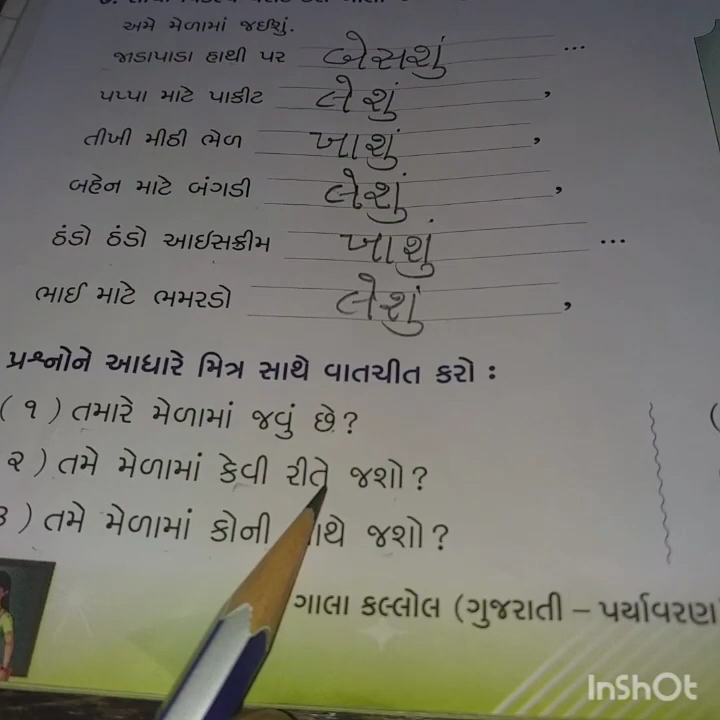 અમે મેળામાં જઇશું.
જાડાપાડા હાથી પર બેસશું ...
પપ્પા માટે પાકીટ લેશું ,
તીખી મીઠી ભેળ ખાશું ,
બહેન માટે બંગડી લેશું ,
ઠંડો ઠંડો આઇસક્રીમ ખાશું ...
ભાઈ માટે ભમરડો લેશું ,
પ્રશ્નોને આધારે મિત્ર સાથે વાતચીત કરો :
(૧) તમારે મેળામાં જવું છે?
૨) તમે મેળામાં કેવી રીતે જશો?
૩) તમે મેળામાં કોની સાથે જશો?
ગાલા કલ્લોલ (ગુજરાતી – પર્યાવરણ
InShOt